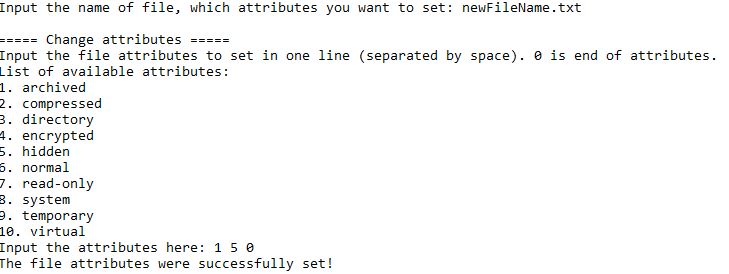 Input the name of file, which attributes you want to set: newFileName.txt
===== Change attributes =====
Input the file attributes to set in one line (separated by space). 0 is end of attributes.
List of available attributes:
1. archived
2. compressed
3. directory
4. encrypted
5. hidden
6. normal
7. read-only
8. system
9. temporary
10. virtual
Input the attributes here: 1 5 0
The file attributes were successfully set!